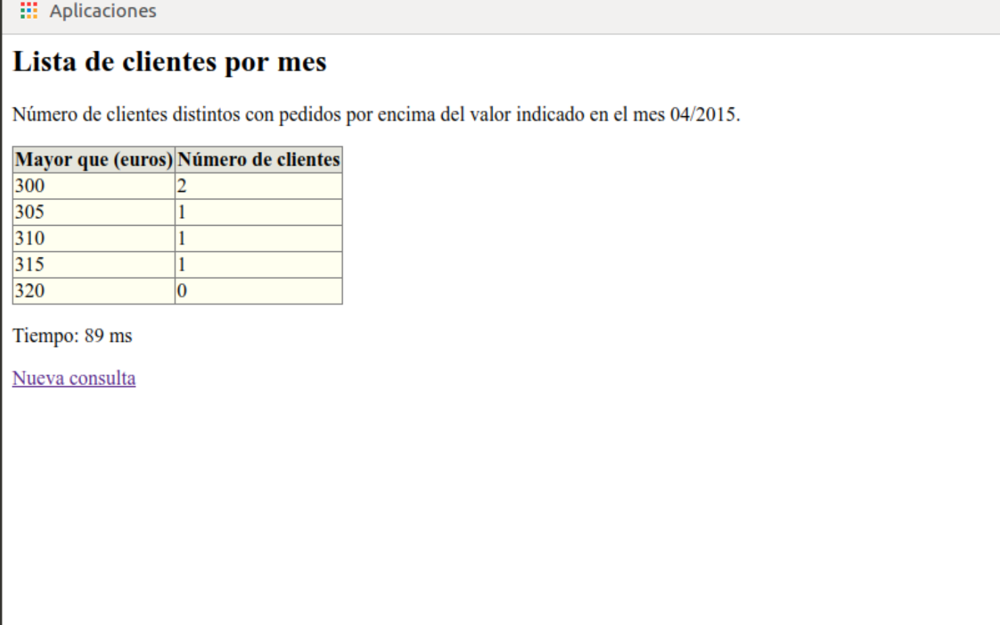 Aplicaciones
Lista de clientes por mes
Número de clientes distintos con pedidos por encima del valor indicado en el mes 04/2015.
Mayor que (euros) Número de clientes
300 2
305 1
310 1
315 1
320 0
Tiempo: 89 ms
Nueva consulta